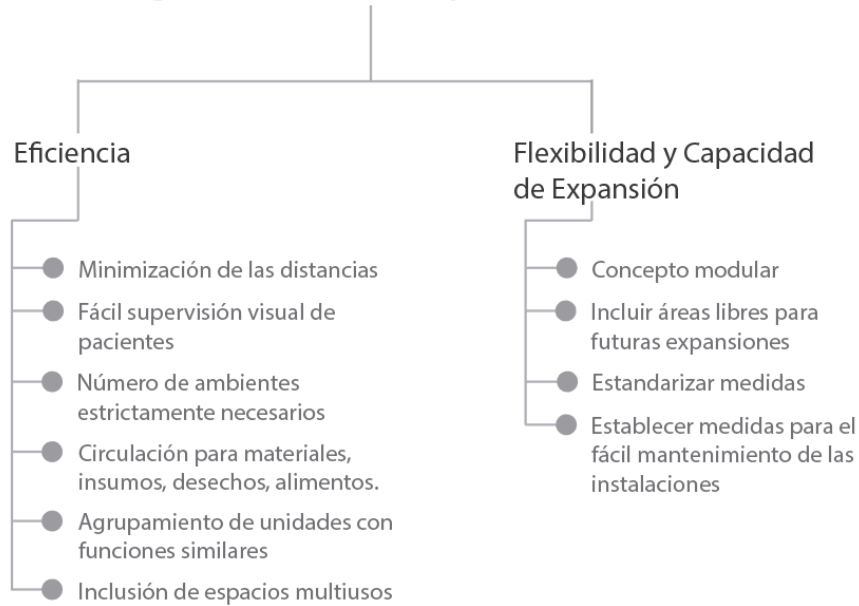 Eficiencia
Minimización de las distancias
Fácil supervisión visual de
pacientes
Número de ambientes
estrictamente necesarios
Circulación para materiales,
insumos, desechos, alimentos.
Agrupamiento de unidades con
funciones similares
Inclusión de espacios multiusos
Flexibilidad y Capacidad
de Expansión
Concepto modular
Incluir áreas libres para
futuras expansiones
Estandarizar medidas
Establecer medidas para el
fácil mantenimiento de las
instalaciones